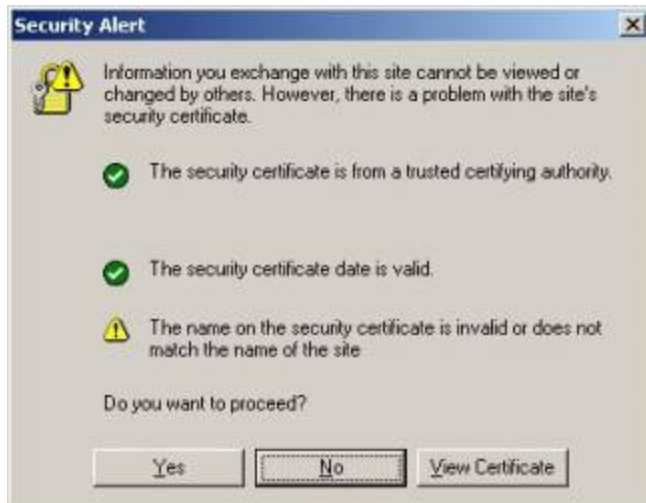 Security Alert
Information you exchange with this site cannot be viewed or
changed by others. However, there is a problem with the site's
security certificate.
The security certificate is from a trusted certifying authority.
The security certificate date is valid.
The name on the security certificate is invalid or does not
match the name of the site
Do you want to proceed?
Yes No View Certificate